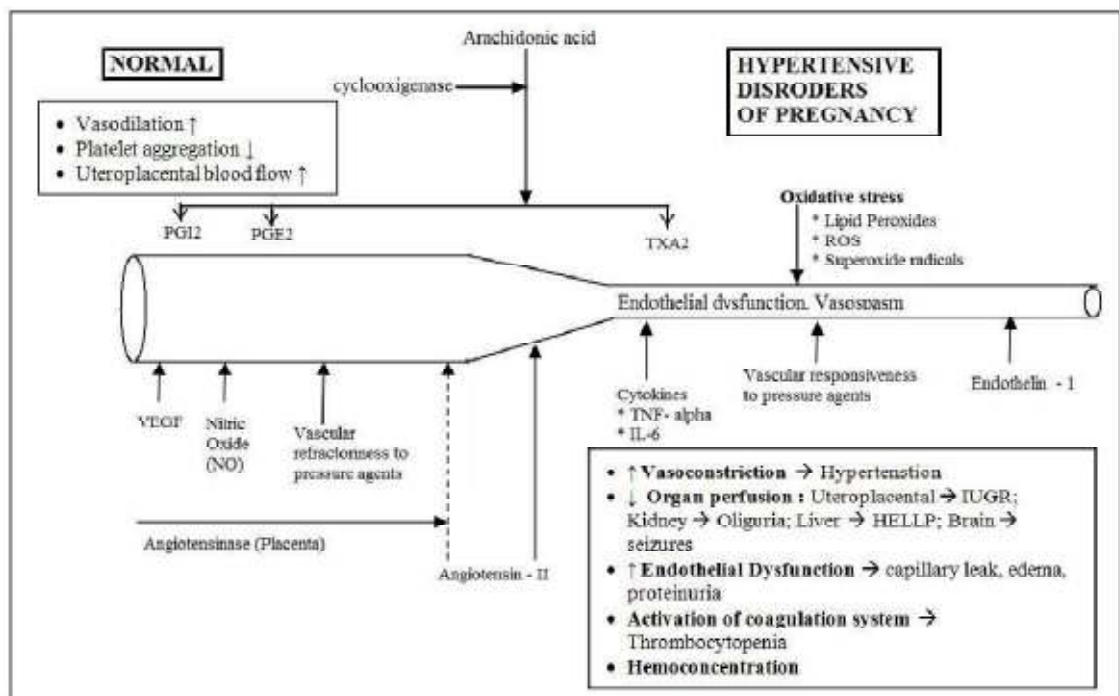 Arachidonic acid
NORMAL
cyclooxigenase
HYPERTENSIVE
DISRODERS
OF PREGNANCY
• Vasodilation ↑
• Platelet aggregation ↓
• Uteroplacental blood flow ↑
Oxidative stress
* Lipid Peroxides
* ROS
* Superoxide radicals
PGI2
PGE2
TXA2
Endothelial dysfunction. Vasospasm
VEGF
Nitric
Oxide
(NO)
Vascular
refractoriness to
pressure agents
Cytokines
* TNF- alpha
* IL-6
Vascular responsiveness
to pressure agents
Endothelin - 1
Angiotensinase (Placenta)
Angiotensin - II
• ↑ Vasoconstriction → Hypertenstion
• ↓ Organ perfusion : Uteroplacental → IUGR;
Kidney → Oliguria; Liver → HELLP; Brain →
seizures
• ↑ Endothelial Dysfunction → capillary leak, edema,
proteinuria
• Activation of coagulation system →
Thrombocytopenia
• Hemoconcentration